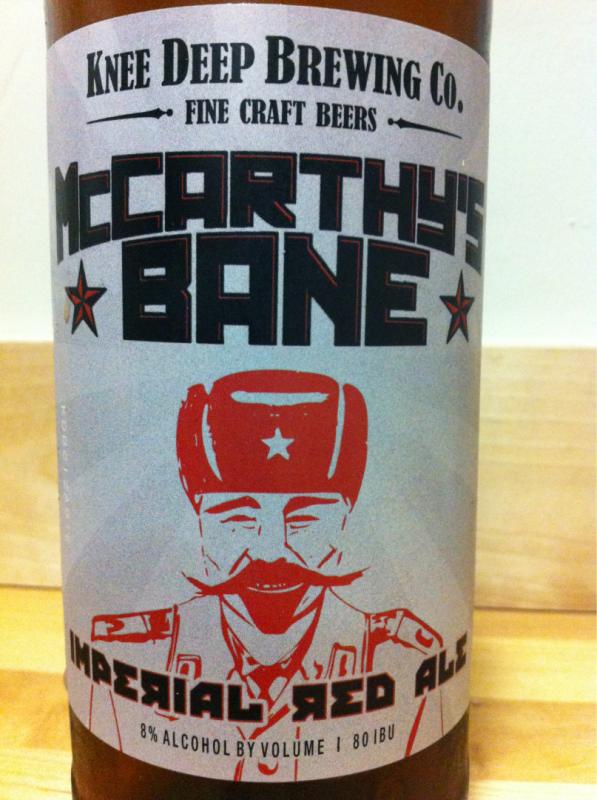 KNEE DEEP BREWING CO.
FINE CRAFT BEERS
MCCARTHY'S
BANE
IMPERIAL RED ALE
8% ALCOHOL BY VOLUME | 80 IBU